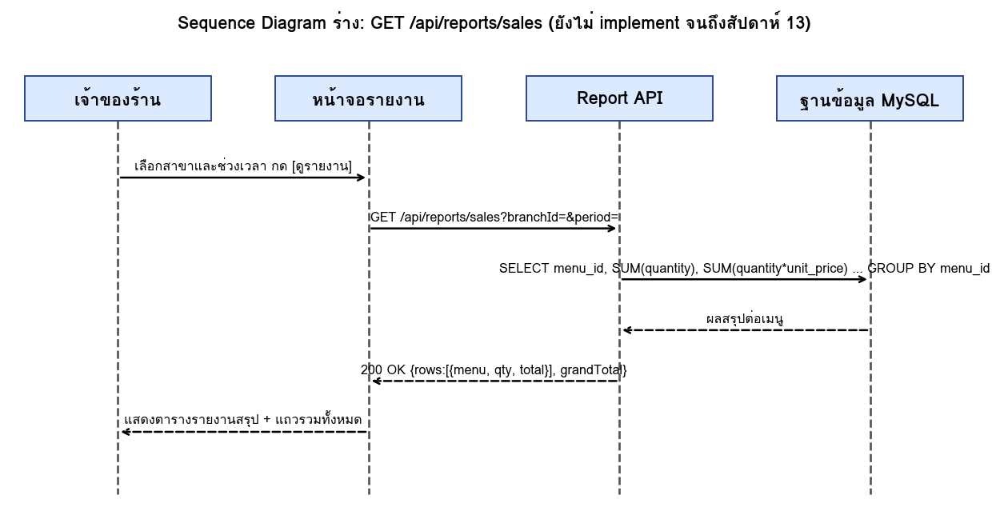 Sequence Diagram ร่าง: GET /api/reports/sales (ยังไม่ implement จนถึงสัปดาห์ 13)
เจ้าของร้าน
หน้าจอรายงาน
Report API
ฐานข้อมูล MySQL
เลือกสาขาและช่วงเวลา กด [ดูรายงาน]
GET /api/reports/sales?branchId=&period=
SELECT menu_id, SUM(quantity), SUM(quantity*unit_price) ... GROUP BY menu_id
ผลสรุปต่อเมนู
200 OK {rows:[{menu, qty, total}], grandTotal}
แสดงตารางรายงานสรุป + แถวรวมทั้งหมด